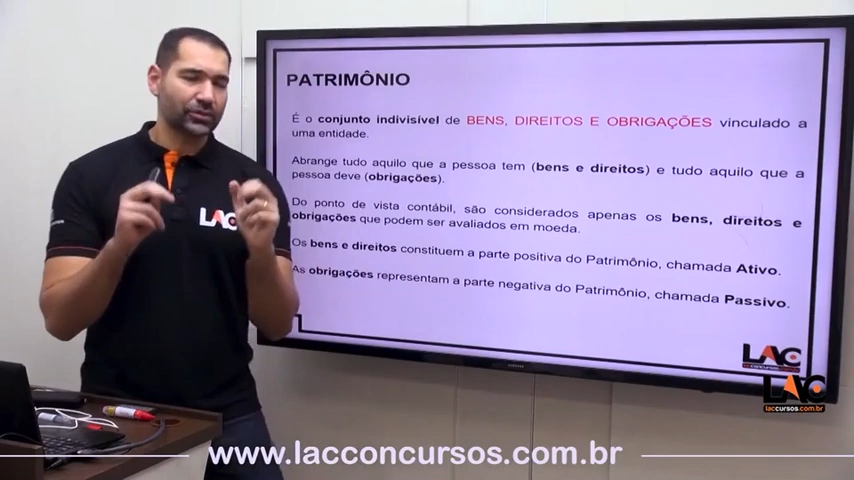 PATRIMÔNIO
É o conjunto indivisível de BENS, DIREITOS E OBRIGAÇÕES vinculado a
uma entidade.
Abrange tudo aquilo que a pessoa tem (bens e direitos) e tudo aquilo que a
pessoa deve (obrigações).
Do ponto de vista contábil, são considerados apenas os bens, direitos e
obrigações que podem ser avaliados em moeda.
Os bens e direitos constituem a parte positiva do Patrimônio, chamada Ativo.
As obrigações representam a parte negativa do Patrimônio, chamada Passivo.
LAC
LAC
CONCURSOS
LAC
laccursos.com.br
www.lacconcursos.com.br